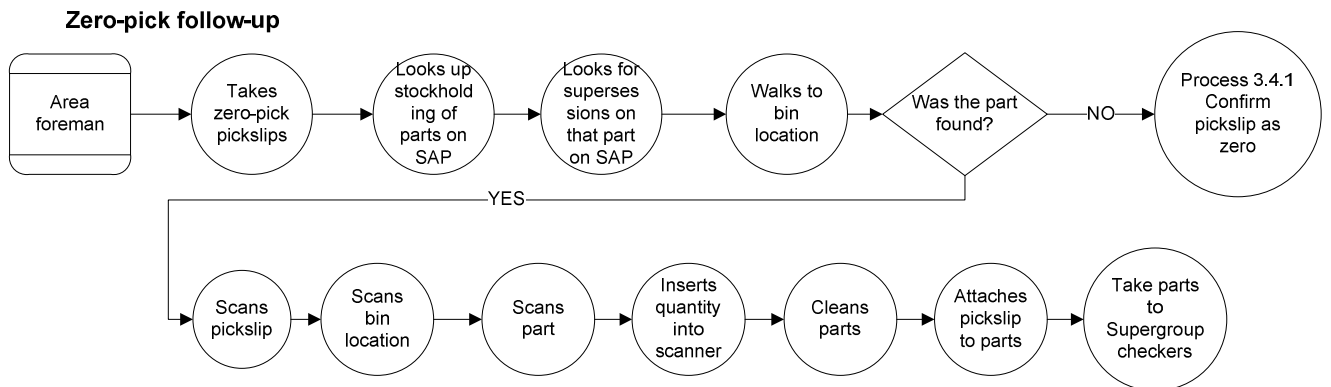 Zero-pick follow-up
Area
foreman
Takes
zero-pick
pickslips
Looks up
stockhold
ing of
parts on
SAP
Looks for
superses
sions on
that part
on SAP
Walks to
bin
location
Was the part
found?
NO
Process 3.4.1
Confirm
pickslip as
zero
YES
Scans
pickslip
Scans
bin
location
Scans
part
Inserts
quantity
into
scanner
Cleans
parts
Attaches
pickslip
to parts
Take parts
to
Supergroup
checkers